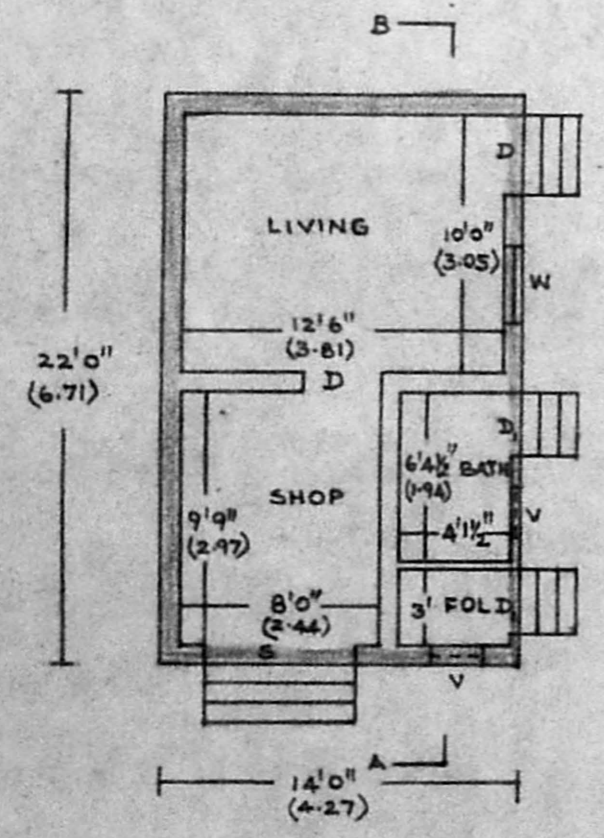 B
D
LIVING
10'0"
(3.05)
W
12'6"
(3.81)
D
22'0"
(6.71)
D,
6'4½"
BATH
(1.94)
SHOP
9'9"
(2.97)
V
4'1½"
8'0"
(2.44)
3' FOLD,
S
V
A
14'0"
(4.27)